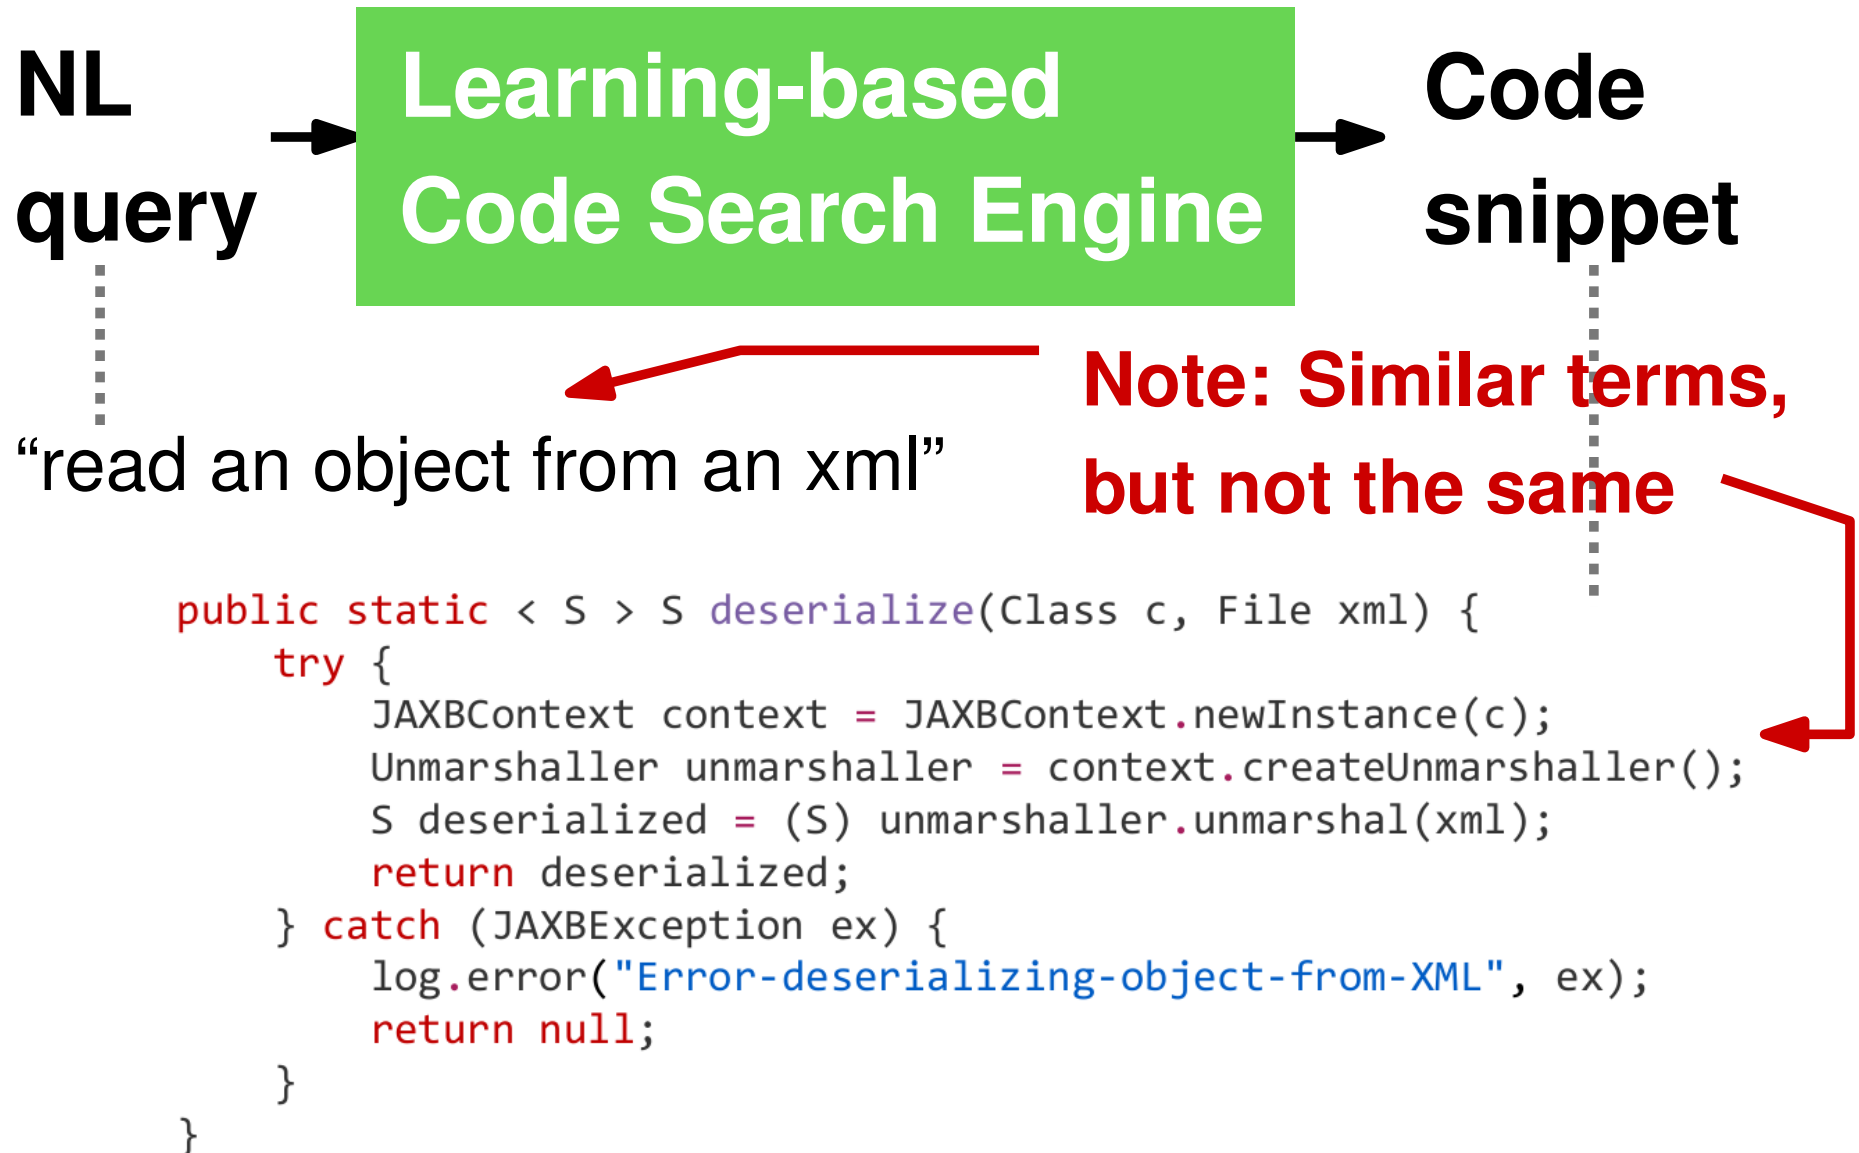 NL
query
Learning-based
Code Search Engine
Code
snippet
Note: Similar terms,
but not the same
“read an object from an xml”
public static < S > S deserialize(Class c, File xml) {
    try {
        JAXBContext context = JAXBContext.newInstance(c);
        Unmarshaller unmarshaller = context.createUnmarshaller();
        S deserialized = (S) unmarshaller.unmarshal(xml);
        return deserialized;
    } catch (JAXBException ex) {
        log.error("Error-deserializing-object-from-XML", ex);
        return null;
    }
}